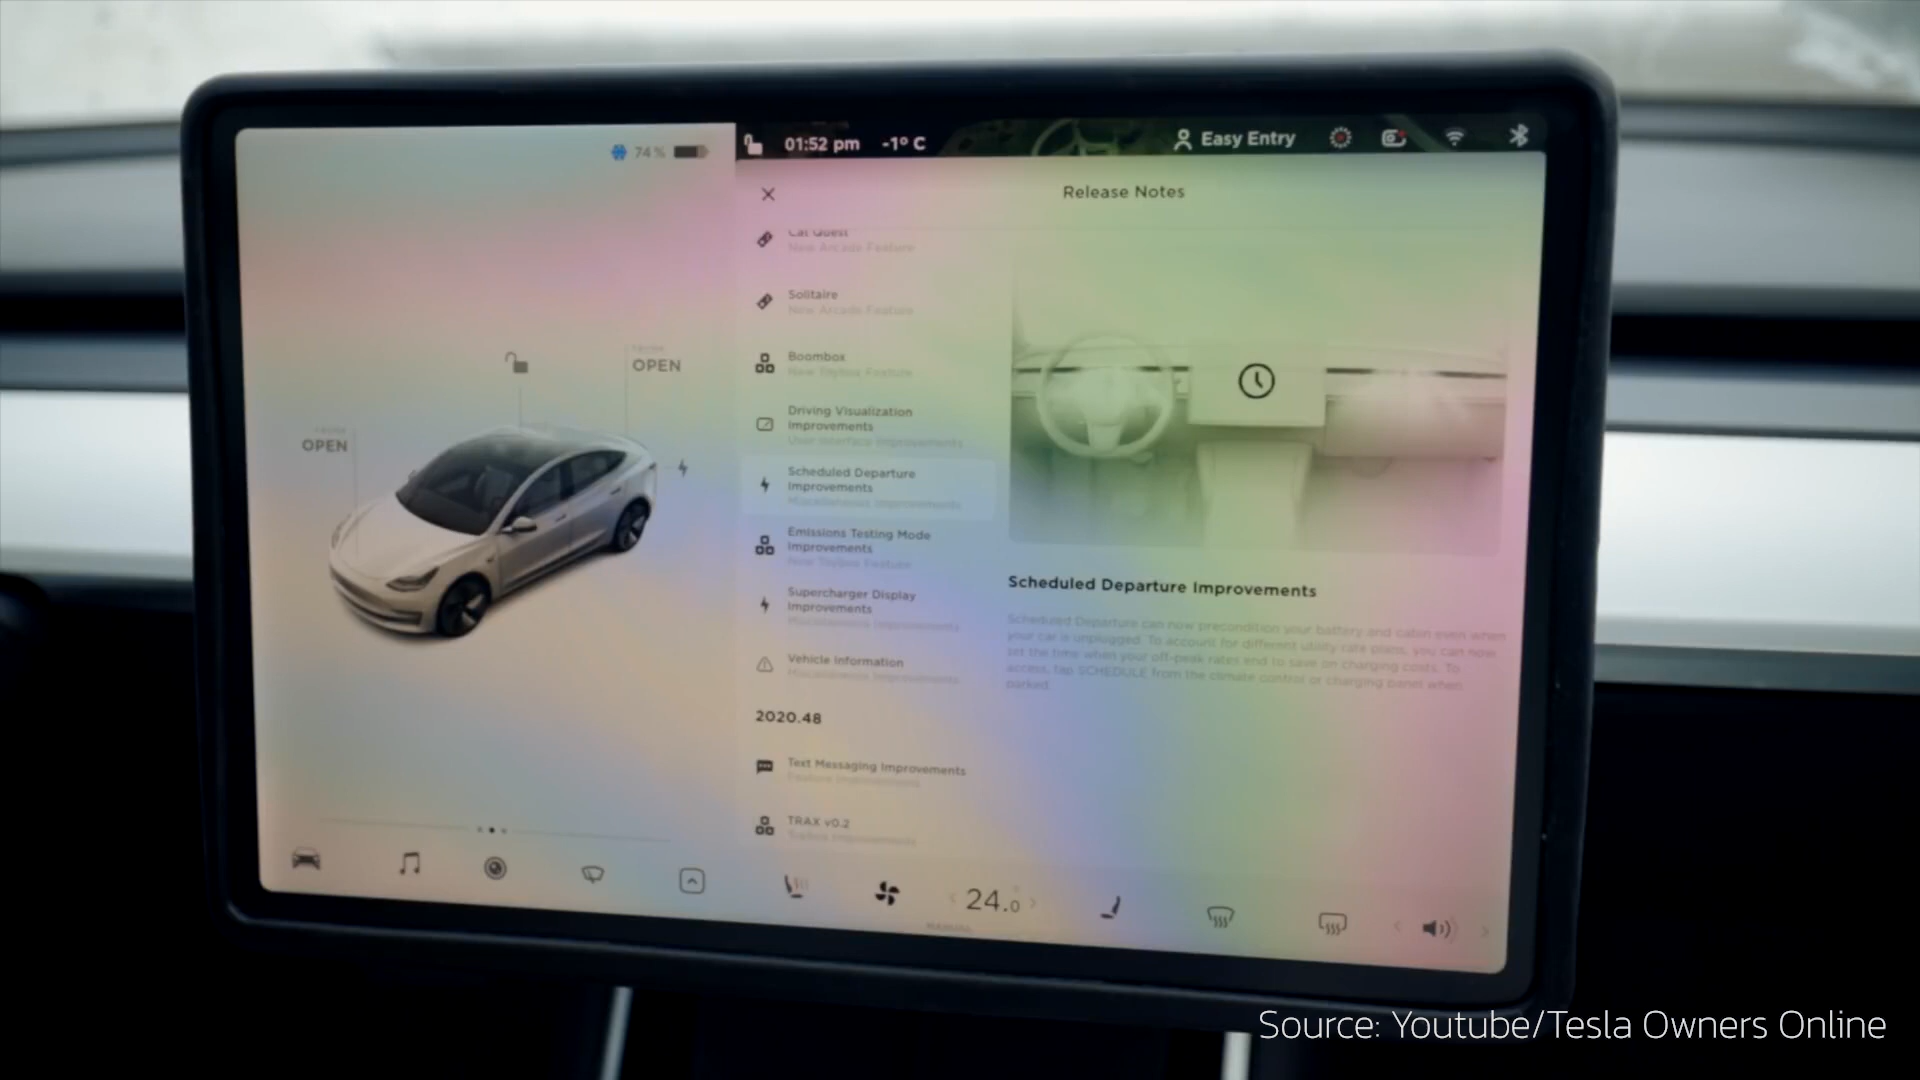 74 %
01:52 pm
-1° C
Easy Entry
Release Notes
Cat Quest
New Arcade Feature
Solitaire
New Arcade Feature
Boombox
New Toybox Feature
Driving Visualization
Improvements
User Interface Improvements
Scheduled Departure
Improvements
Miscellaneous Improvements
Emissions Testing Mode
Improvements
New Toybox Feature
Supercharger Display
Improvements
Miscellaneous Improvements
Vehicle Information
Miscellaneous Improvements
2020.48
Text Messaging Improvements
TRAX v0.2
OPEN
OPEN
Scheduled Departure Improvements
Scheduled Departure can now precondition your battery and cabin even when
your car is unplugged. To account for different utility rate plans, you can now
set the time when your off-peak rates end to save on charging costs. To
access, tap SCHEDULE from the climate control or charging panel when
parked.
24.0
MANUAL
Source: Youtube/Tesla Owners Online